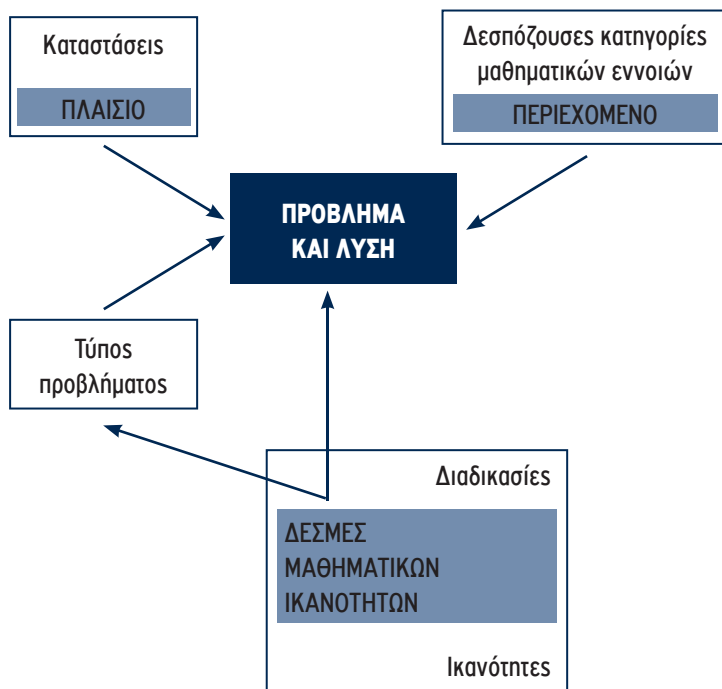 Καταστάσεις
ΠΛΑΙΣΙΟ
Δεσπόζουσες κατηγορίες
μαθηματικών εννοιών
ΠΕΡΙΕΧΟΜΕΝΟ
ΠΡΟΒΛΗΜΑ
ΚΑΙ ΛΥΣΗ
Τύπος
προβλήματος
Διαδικασίες
ΔΕΣΜΕΣ
ΜΑΘΗΜΑΤΙΚΩΝ
ΙΚΑΝΟΤΗΤΩΝ
Ικανότητες